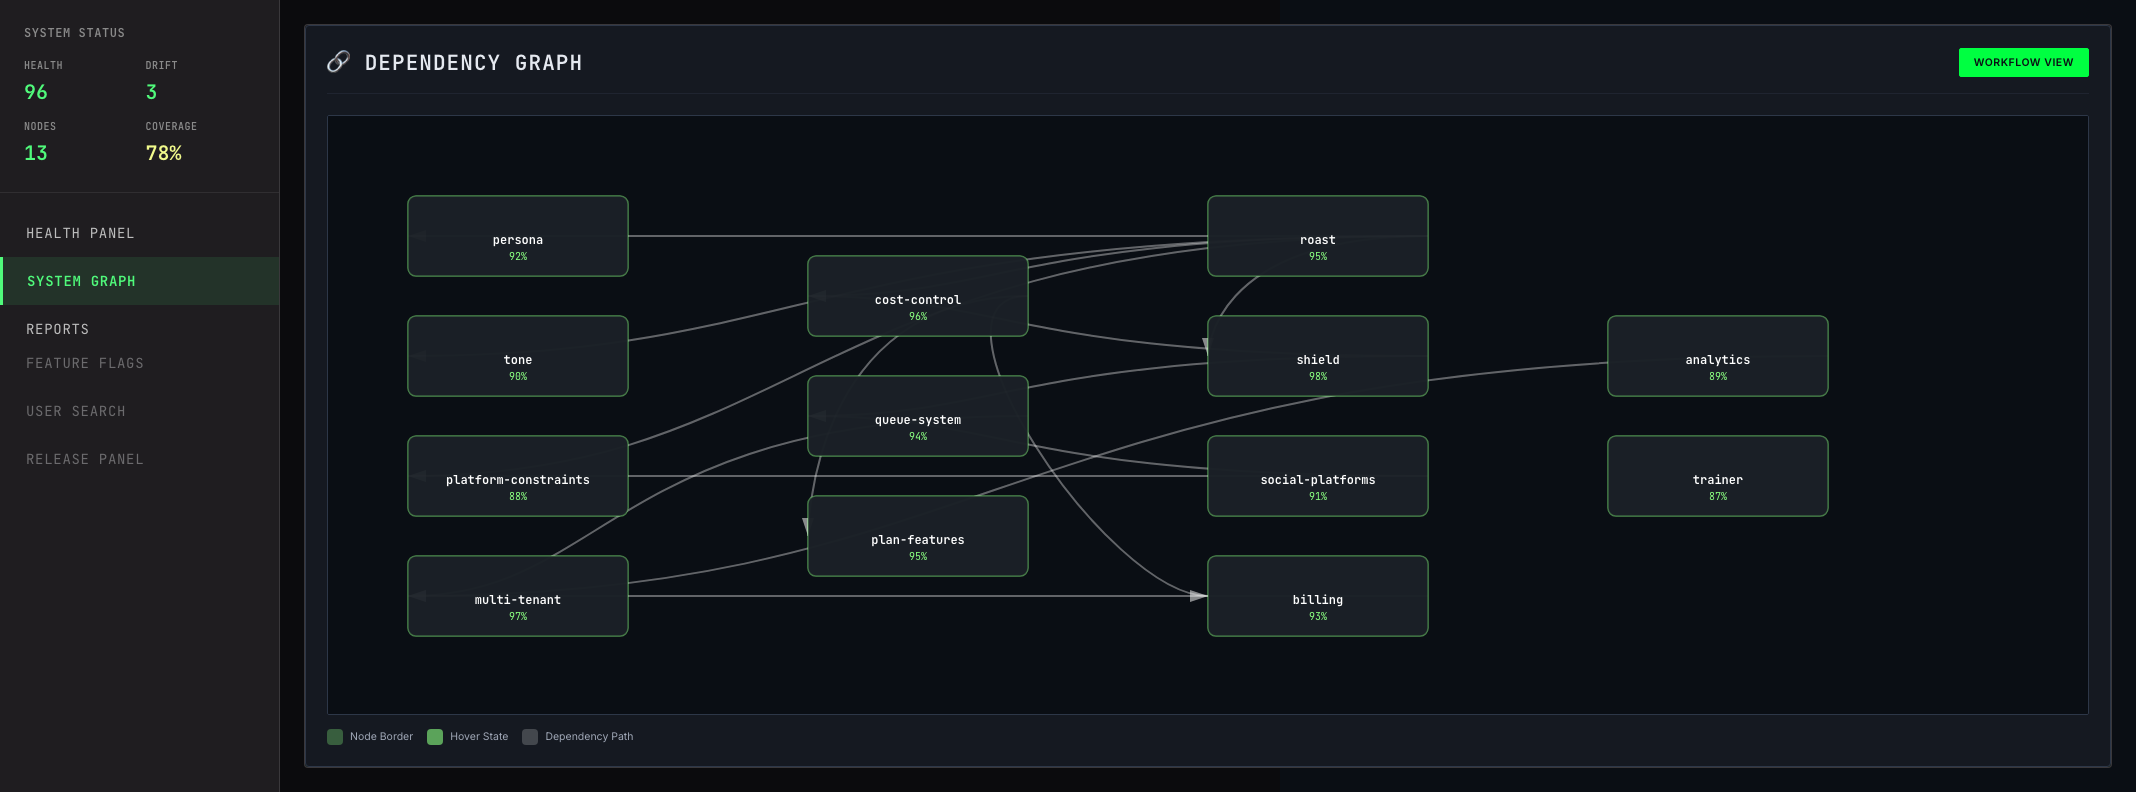 SYSTEM STATUS
HEALTH
DRIFT
96
3
NODES
COVERAGE
13
78%
HEALTH PANEL
SYSTEM GRAPH
REPORTS
FEATURE FLAGS
USER SEARCH
RELEASE PANEL
DEPENDENCY GRAPH
WORKFLOW VIEW
persona
92%
roast
95%
cost-control
96%
tone
90%
shield
98%
analytics
89%
queue-system
94%
platform-constraints
88%
social-platforms
91%
trainer
87%
plan-features
95%
multi-tenant
97%
billing
93%
Node Border
Hover State
Dependency Path